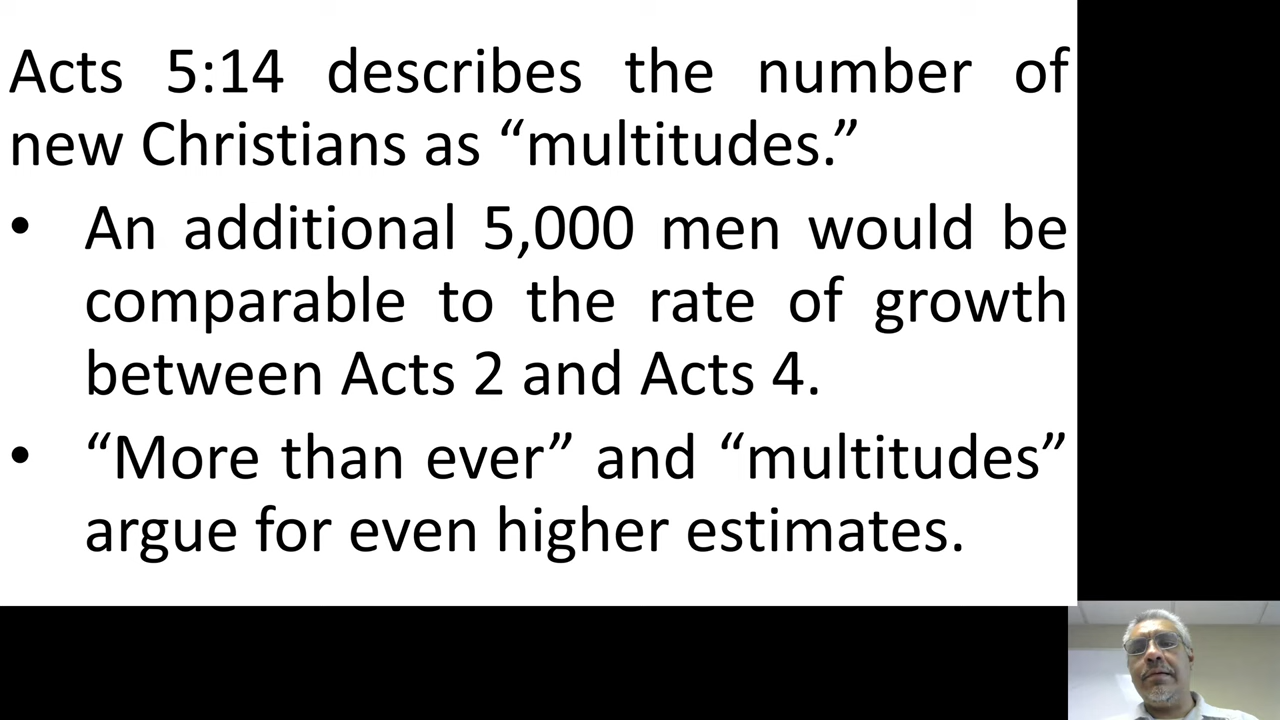 Acts 5:14 describes the number of
new Christians as “multitudes.”
• An additional 5,000 men would be
comparable to the rate of growth
between Acts 2 and Acts 4.
• “More than ever” and “multitudes”
argue for even higher estimates.